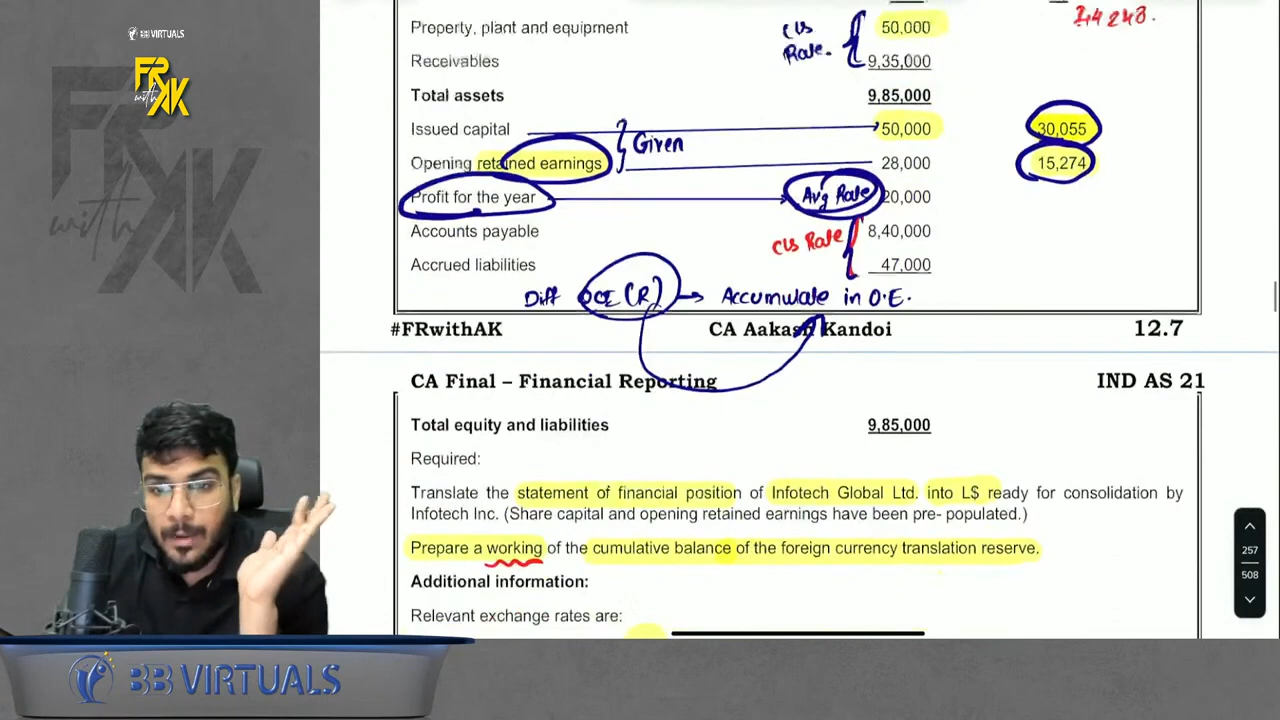 BB VIRTUALS
FR with AK
34243.
Property, plant and equipment 50,000
Cls Rate.
Receivables 9,35,000
Total assets 9,85,000
Issued capital 50,000 30,055
Given
Opening retained earnings 28,000 15,274
Profit for the year Avg Rate 20,000
Accounts payable 8,40,000
Cls Rate
Accrued liabilities 47,000
Diff OCI (R) → Accumulate in O.E.
#FRwithAK CA Aakash Kandoi 12.7
CA Final – Financial Reporting IND AS 21
Total equity and liabilities 9,85,000
Required:
Translate the statement of financial position of Infotech Global Ltd. into L$ ready for consolidation by
Infotech Inc. (Share capital and opening retained earnings have been pre- populated.)
Prepare a working of the cumulative balance of the foreign currency translation reserve.
Additional information:
Relevant exchange rates are:
257
508
BB VIRTUALS